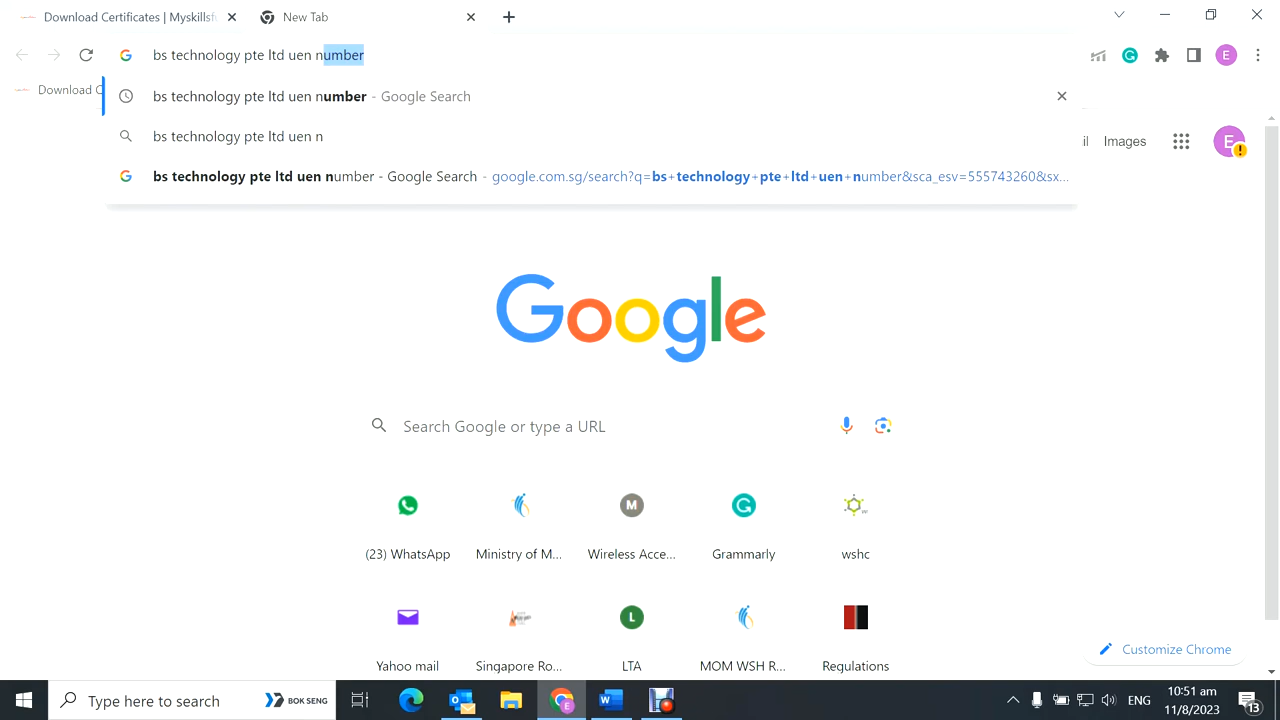 Download Certificates | Myskillsf
New Tab
bs technology pte ltd uen number
Download C
bs technology pte ltd uen number - Google Search
bs technology pte ltd uen n
bs technology pte ltd uen number - Google Search - google.com.sg/search?q=bs+technology+pte+ltd+uen+number&sca_esv=555743260&sx...
il Images E
Google
Search Google or type a URL
(23) WhatsApp
Ministry of M...
M
Wireless Acce...
Grammarly
wshc
Yahoo mail
Singapore Ro...
L
LTA
MOM WSH R...
Regulations
Customize Chrome
Type here to search
BOK SENG
ENG
10:51 am
11/8/2023
13